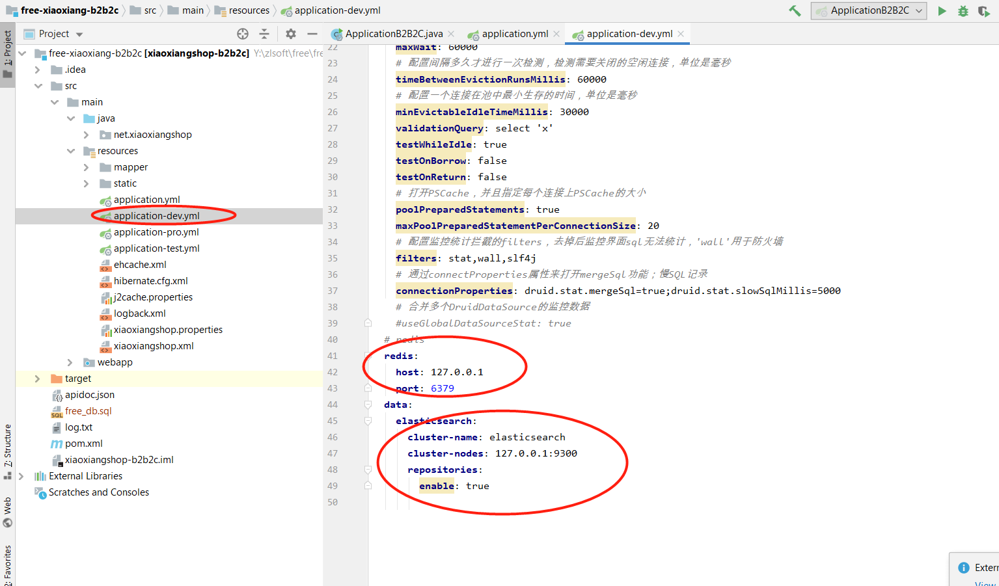 free-xiaoxiang-b2b2c src main resources application-dev.yml
ApplicationB2B2C
1: Project
Z: Structure
Web
2: Favorites
Project
free-xiaoxiang-b2b2c [xiaoxiangshop-b2b2c] Y:\zlsoft\free\fre
.idea
src
main
java
net.xiaoxiangshop
resources
mapper
static
application.yml
application-dev.yml
application-pro.yml
application-test.yml
ehcache.xml
hibernate.cfg.xml
j2cache.properties
logback.xml
xiaoxiangshop.properties
xiaoxiangshop.xml
webapp
target
apidoc.json
free_db.sql
log.txt
pom.xml
xiaoxiangshop-b2b2c.iml
External Libraries
Scratches and Consoles
ApplicationB2B2C.java application.yml application-dev.yml
22 maxWait: 60000
23 # 配置间隔多久才进行一次检测，检测需要关闭的空闲连接，单位是毫秒
24 timeBetweenEvictionRunsMillis: 60000
25 # 配置一个连接在池中最小生存的时间，单位是毫秒
26 minEvictableIdleTimeMillis: 30000
27 validationQuery: select 'x'
28 testWhileIdle: true
29 testOnBorrow: false
30 testOnReturn: false
31 # 打开PSCache，并且指定每个连接上PSCache的大小
32 poolPreparedStatements: true
33 maxPoolPreparedStatementPerConnectionSize: 20
34 # 配置监控统计拦截的filters，去掉后监控界面sql无法统计，'wall'用于防火墙
35 filters: stat,wall,slf4j
36 # 通过connectProperties属性来打开mergeSql功能；慢SQL记录
37 connectionProperties: druid.stat.mergeSql=true;druid.stat.slowSqlMillis=5000
38 # 合并多个DruidDataSource的监控数据
39 #useGlobalDataSourceStat: true
40 # redis
41 redis:
42 host: 127.0.0.1
43 port: 6379
44 data:
45 elasticsearch:
46 cluster-name: elasticsearch
47 cluster-nodes: 127.0.0.1:9300
48 repositories:
49 enable: true
50
Extern
View